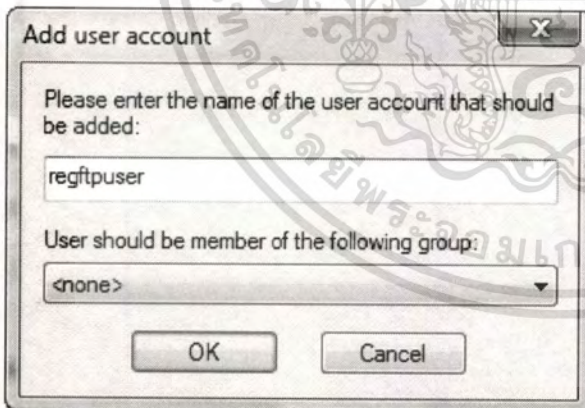 Add user account
Please enter the name of the user account that should
be added:
regftpuser
User should be member of the following group:
<none>
OK
Cancel